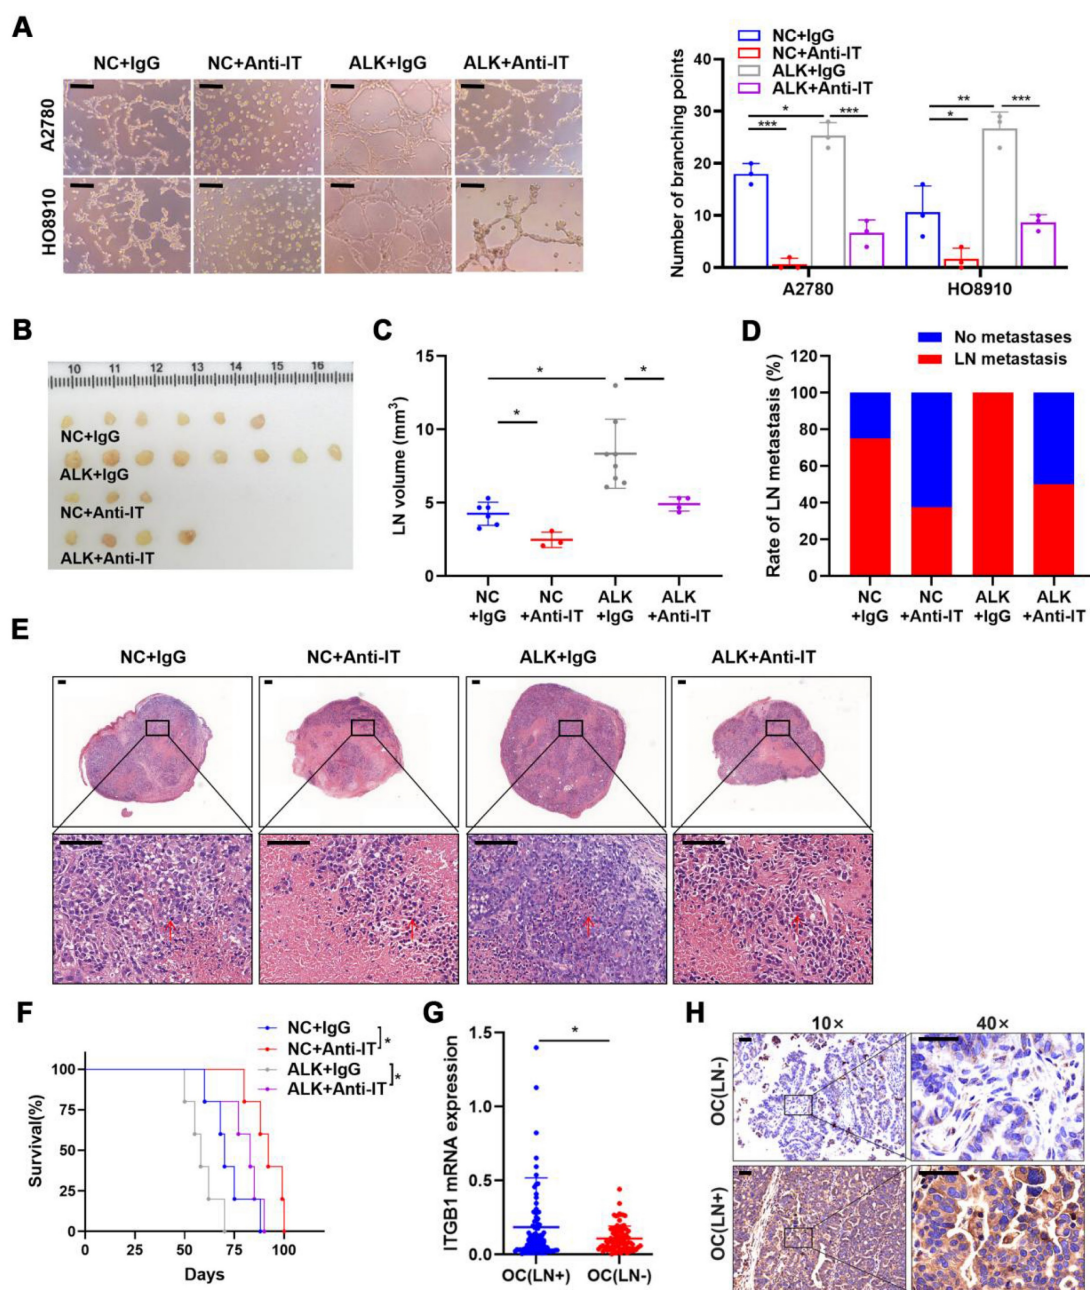 A
NC+IgG NC+Anti-IT ALK+IgG ALK+Anti-IT
A2780
HO8910
NC+IgG
NC+Anti-IT
ALK+IgG
ALK+Anti-IT
Number of branching points
40
30
20
10
0
* *** *** ** * ***
A2780 HO8910
B
10 11 12 13 14 15 16
NC+IgG
ALK+IgG
NC+Anti-IT
ALK+Anti-IT
C
LN volume (mm³)
15
10
5
0
* * *
NC +IgG NC +Anti-IT ALK +IgG ALK +Anti-IT
D
No metastases
LN metastasis
Rate of LN metastasis (%)
120
100
80
60
40
20
0
NC +IgG NC +Anti-IT ALK +IgG ALK +Anti-IT
E
NC+IgG NC+Anti-IT ALK+IgG ALK+Anti-IT
F
NC+IgG
NC+Anti-IT
ALK+IgG
ALK+Anti-IT
*
*
Survival(%)
100
75
50
25
0
0 25 50 75 100
Days
G
ITGB1 mRNA expression
1.5
1.0
0.5
0.0
*
OC(LN+) OC(LN-)
H
10× 40×
OC(LN-)
OC(LN+)